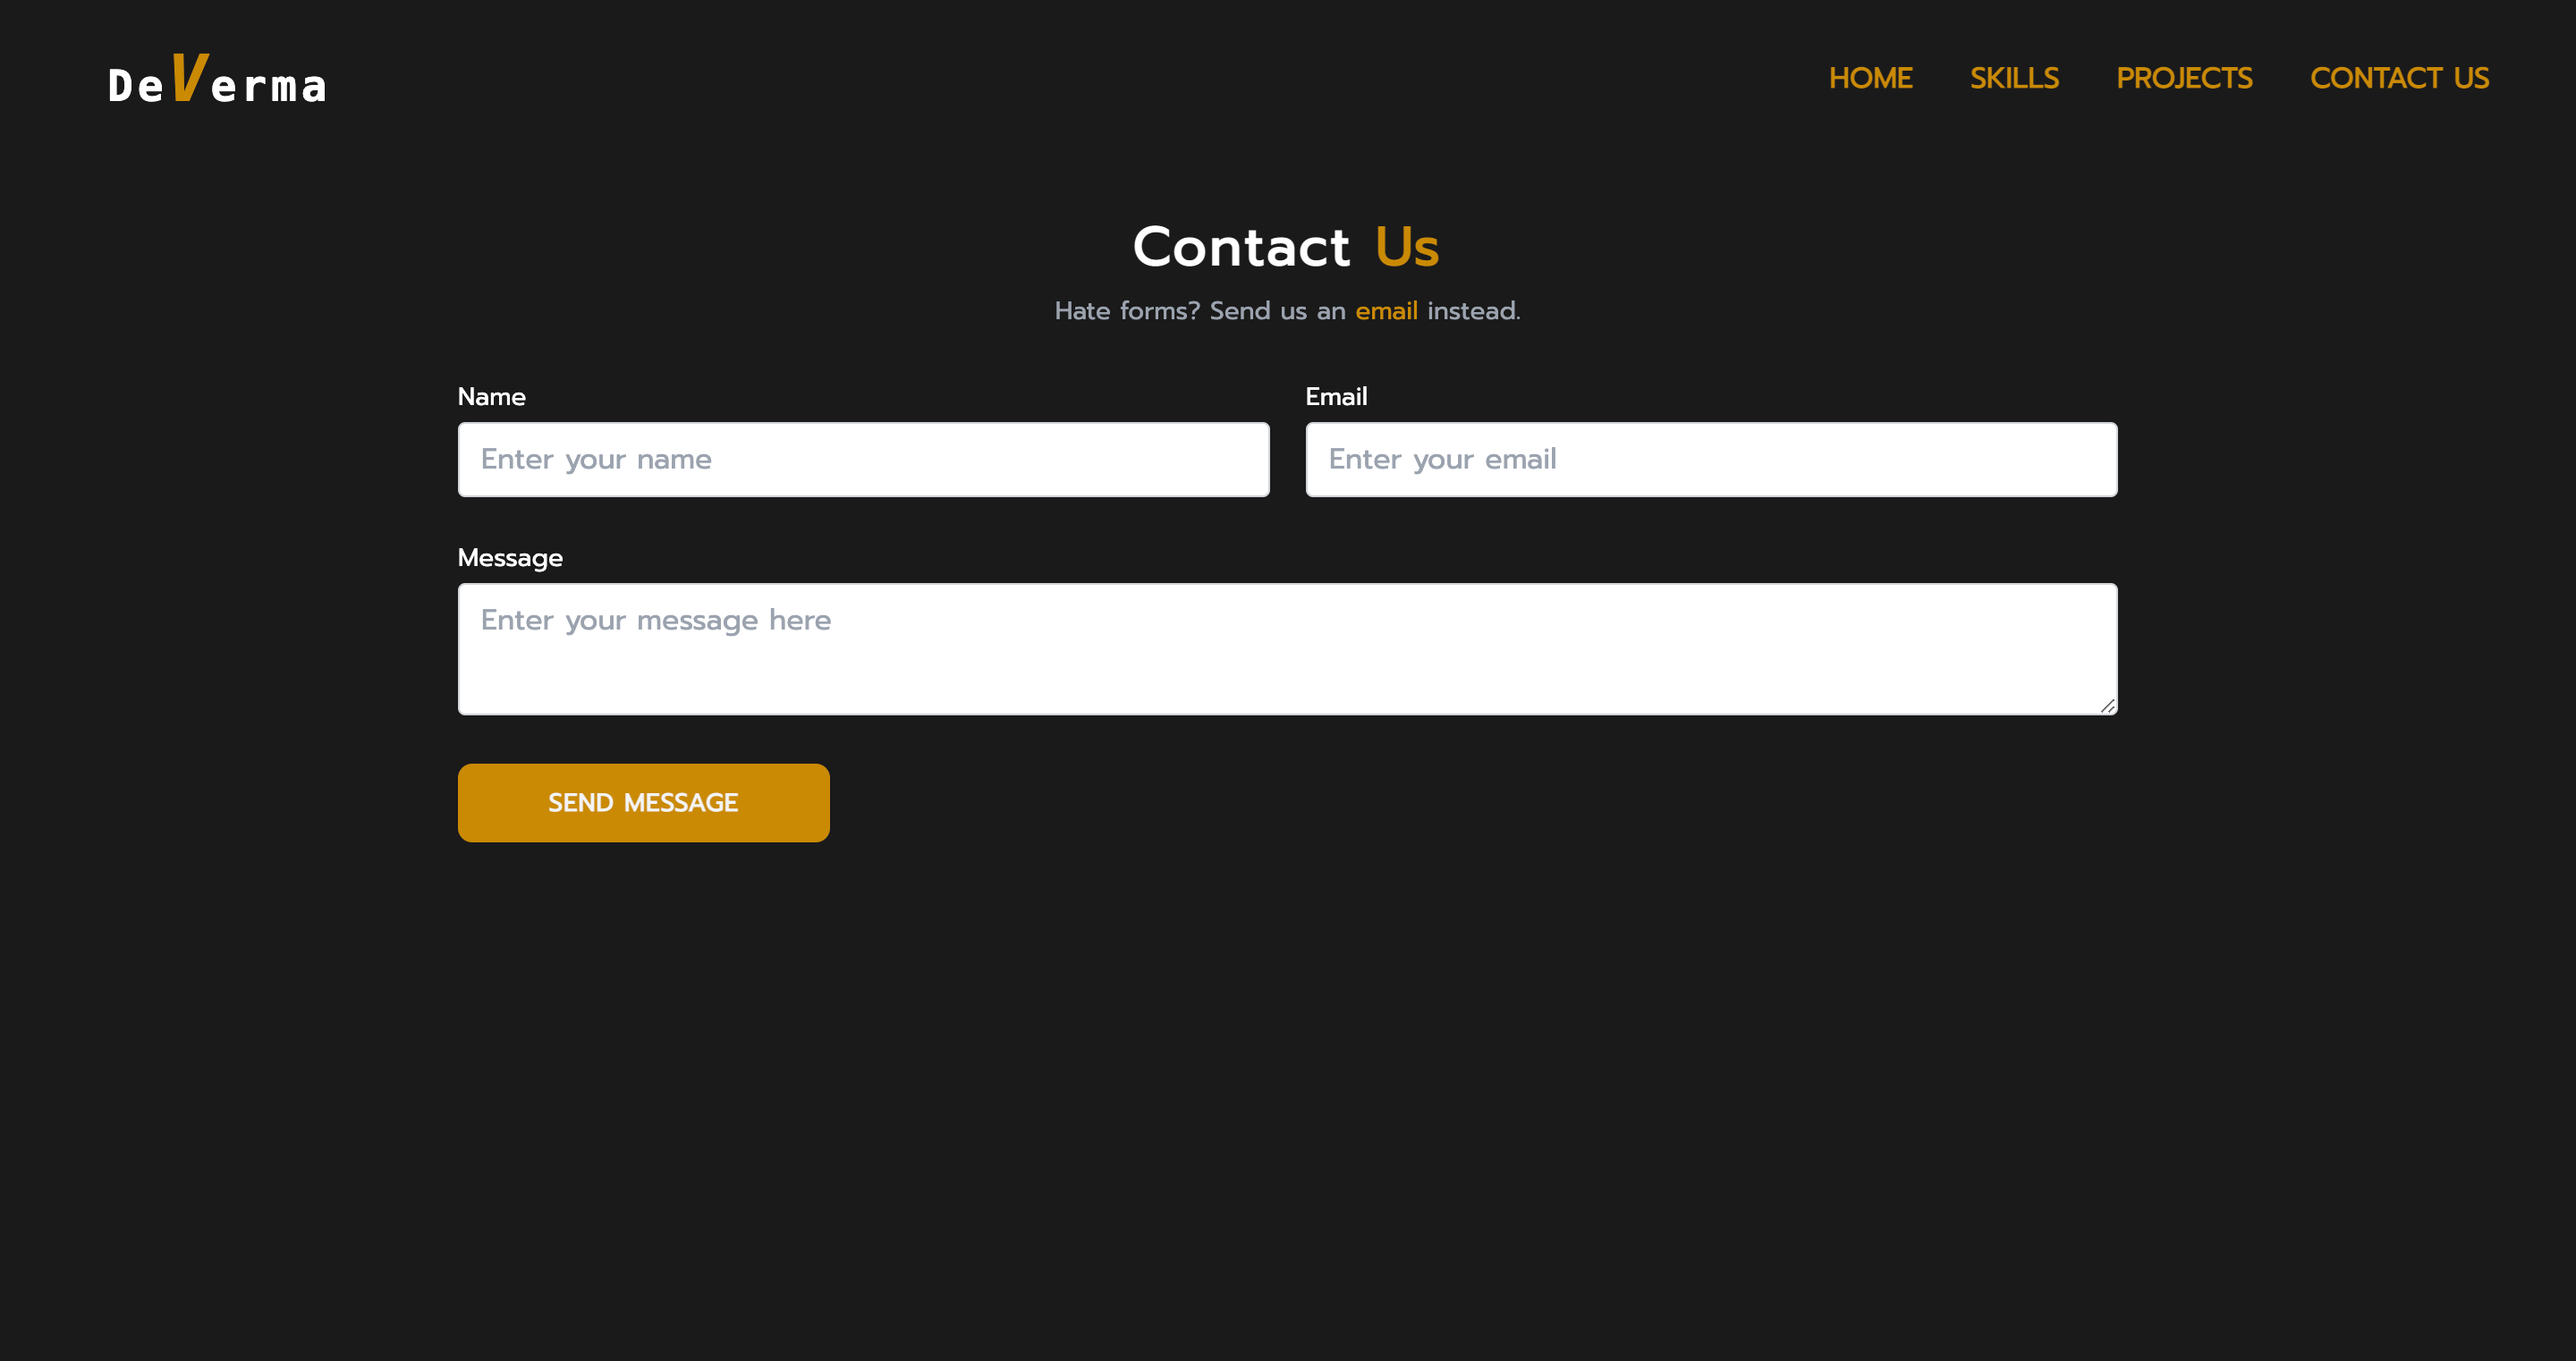 DeVerma
HOME SKILLS PROJECTS CONTACT US
Contact Us
Hate forms? Send us an email instead.
Name
Email
Enter your name
Enter your email
Message
Enter your message here
SEND MESSAGE